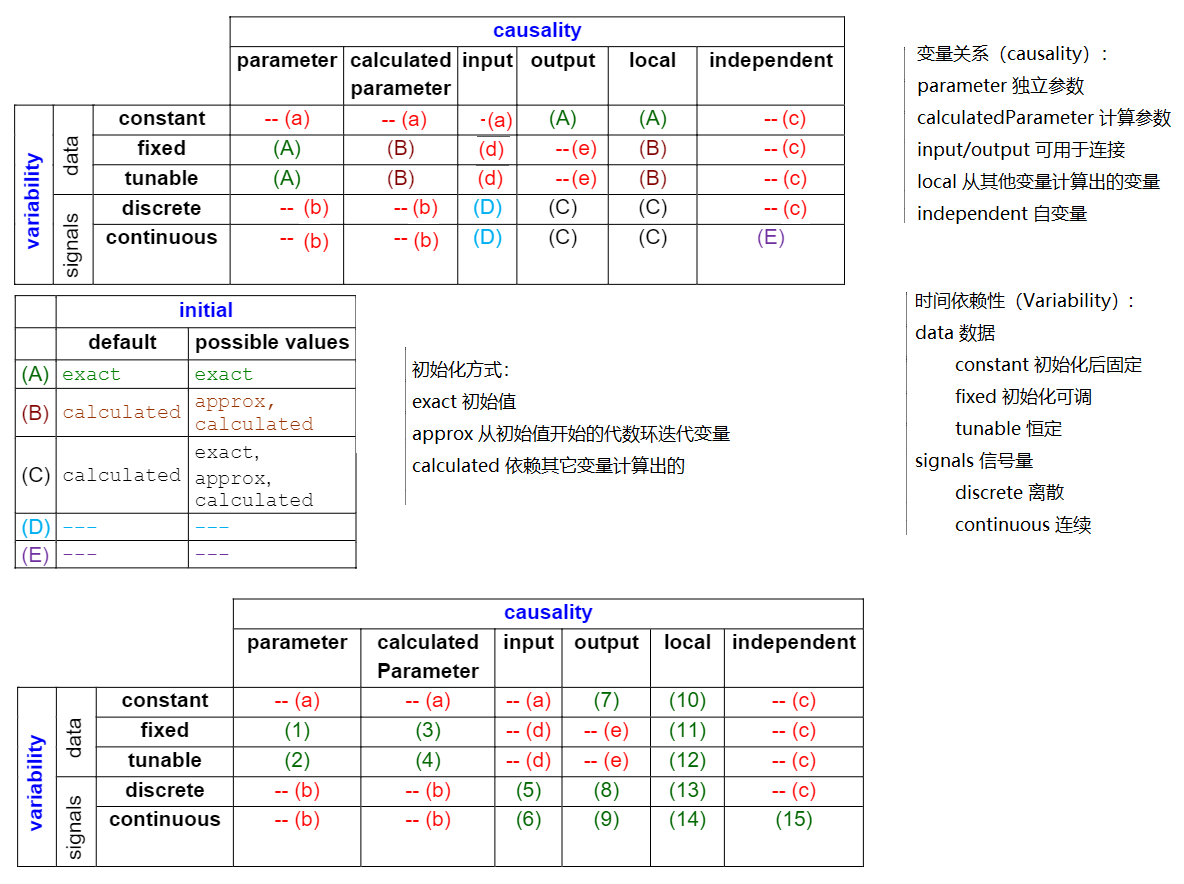 causality
parameter calculated parameter input output local independent
variability
data
constant -- (a) -- (a) -(a) (A) (A) -- (c)
fixed (A) (B) (d) --(e) (B) -- (c)
tunable (A) (B) (d) --(e) (B) -- (c)
signals
discrete -- (b) -- (b) (D) (C) (C) -- (c)
continuous -- (b) -- (b) (D) (C) (C) (E)
变量关系（causality）:
parameter 独立参数
calculatedParameter 计算参数
input/output 可用于连接
local 从其他变量计算出的变量
independent 自变量
initial
default possible values
(A) exact exact
(B) calculated approx,
calculated
(C) calculated exact,
approx,
calculated
(D) --- ---
(E) --- ---
初始化方式:
exact 初始值
approx 从初始值开始的代数环迭代变量
calculated 依赖其它变量计算出的
时间依赖性（Variability）:
data 数据
constant 初始化后固定
fixed 初始化可调
tunable 恒定
signals 信号量
discrete 离散
continuous 连续
causality
parameter calculated Parameter input output local independent
variability
data
constant -- (a) -- (a) -- (a) (7) (10) -- (c)
fixed (1) (3) -- (d) -- (e) (11) -- (c)
tunable (2) (4) -- (d) -- (e) (12) -- (c)
signals
discrete -- (b) -- (b) (5) (8) (13) -- (c)
continuous -- (b) -- (b) (6) (9) (14) (15)